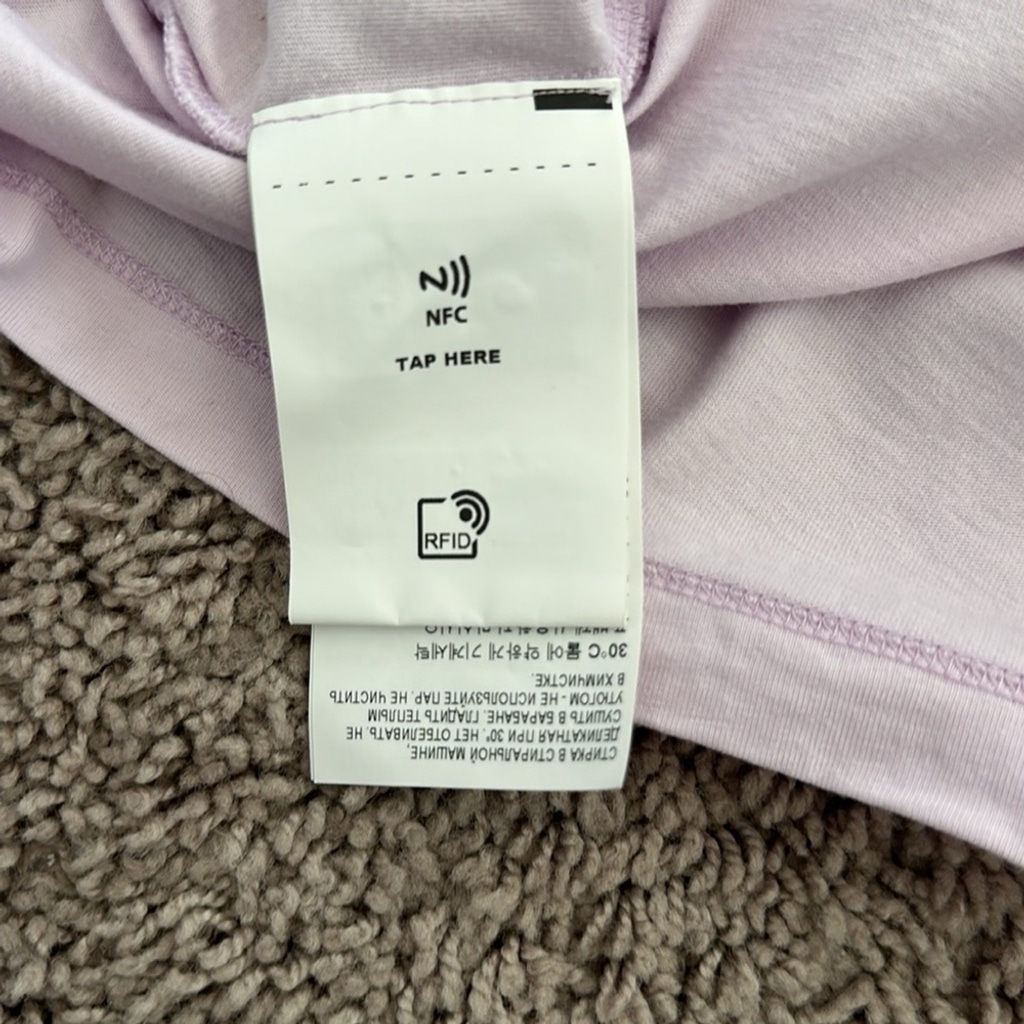 NFC
TAP HERE
RFID
СТИРКА В СТИРАЛЬНОЙ МАШИНЕ,
ДЕЛИКАТНАЯ ПРИ 30°. НЕТ ОТБЕЛИВАТЬ. НЕ
СУШИТЬ В БАРАБАНЕ. ГЛАДИТЬ ТЕПЛЫМ
УТЮГОМ - НЕ ИСПОЛЬЗУЙТЕ ПАР. НЕ ЧИСТИТЬ
В ХИМЧИСТКЕ.
30°C 물에 약하게 기계세탁